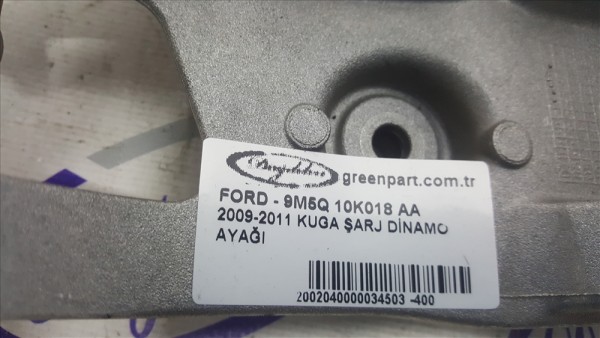 greenpart.com.tr
FORD - 9M5Q 10K018 AA
2009-2011 KUGA ŞARJ DİNAMO
AYAĞI
2002040000034503 -400